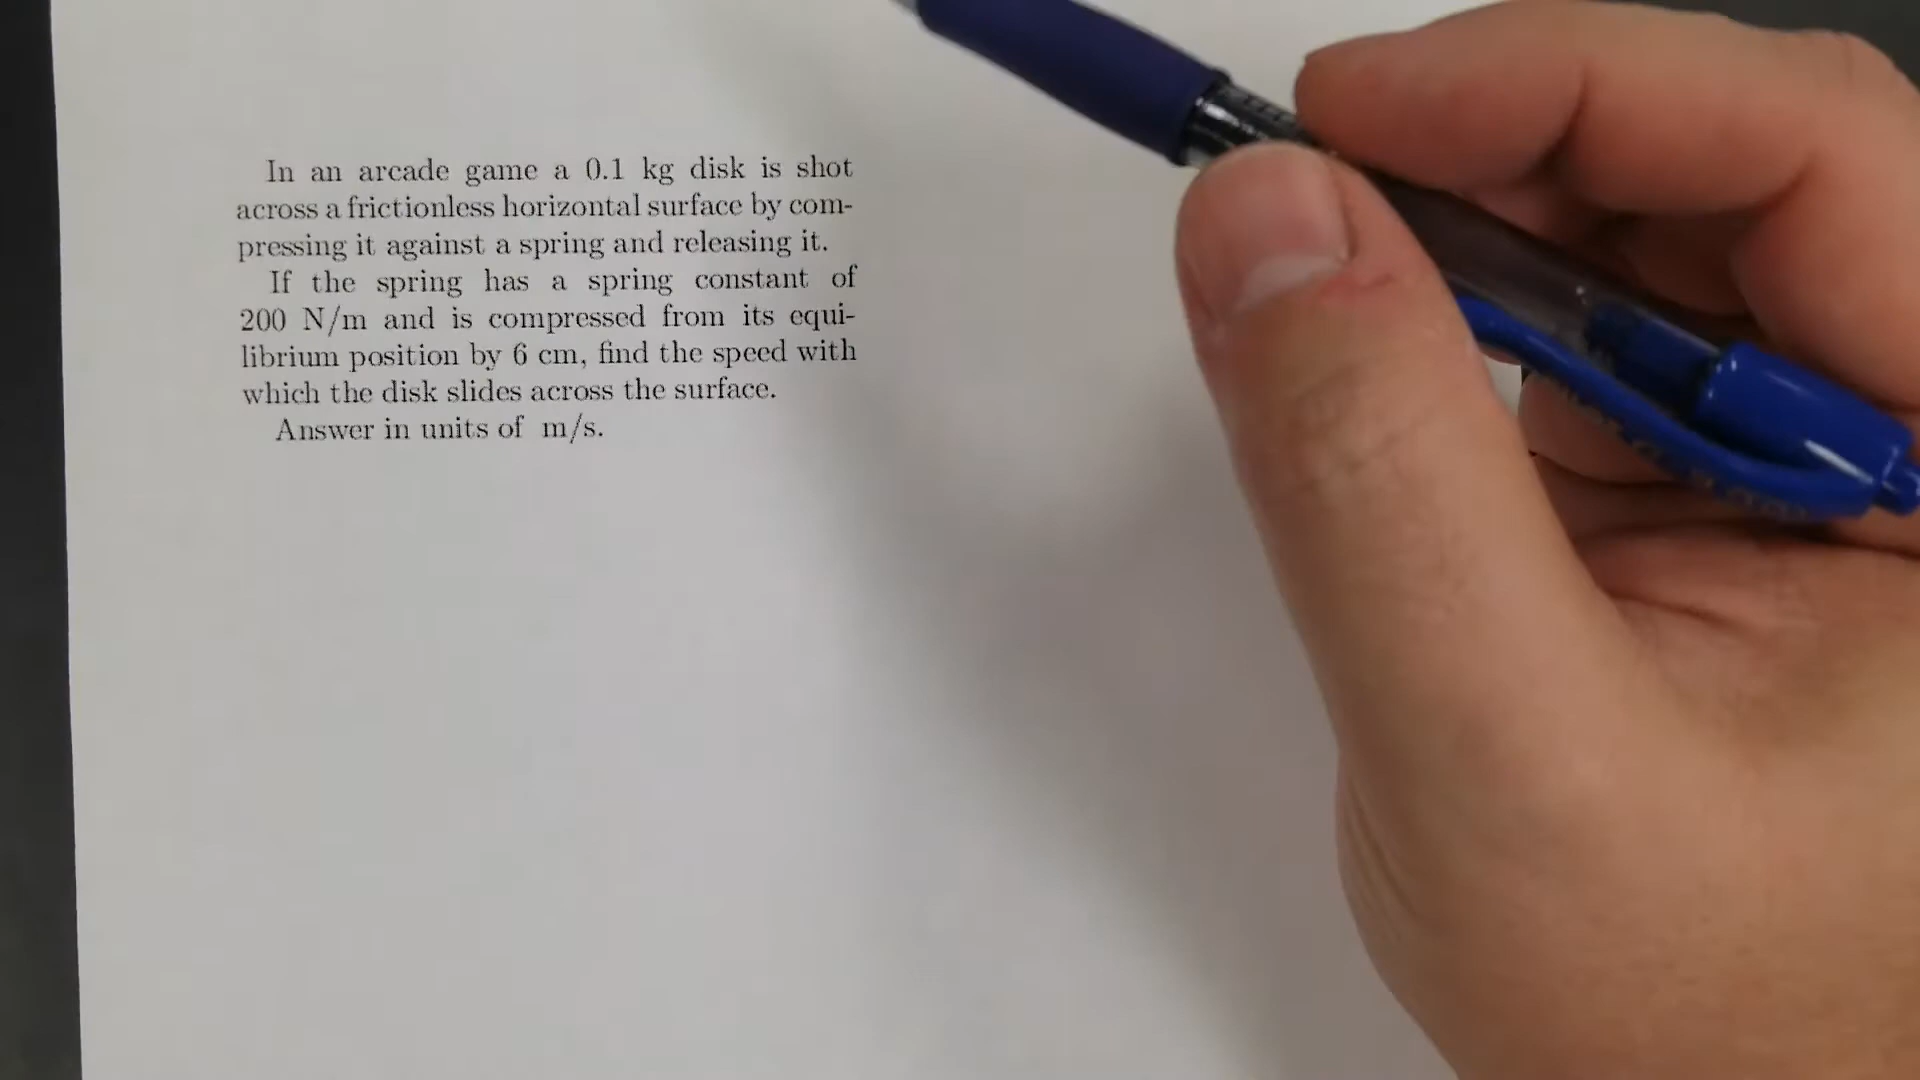 In an arcade game a 0.1 kg disk is shot
across a frictionless horizontal surface by com-
pressing it against a spring and releasing it.
If the spring has a spring constant of
200 N/m and is compressed from its equi-
librium position by 6 cm, find the speed with
which the disk slides across the surface.
Answer in units of m/s.